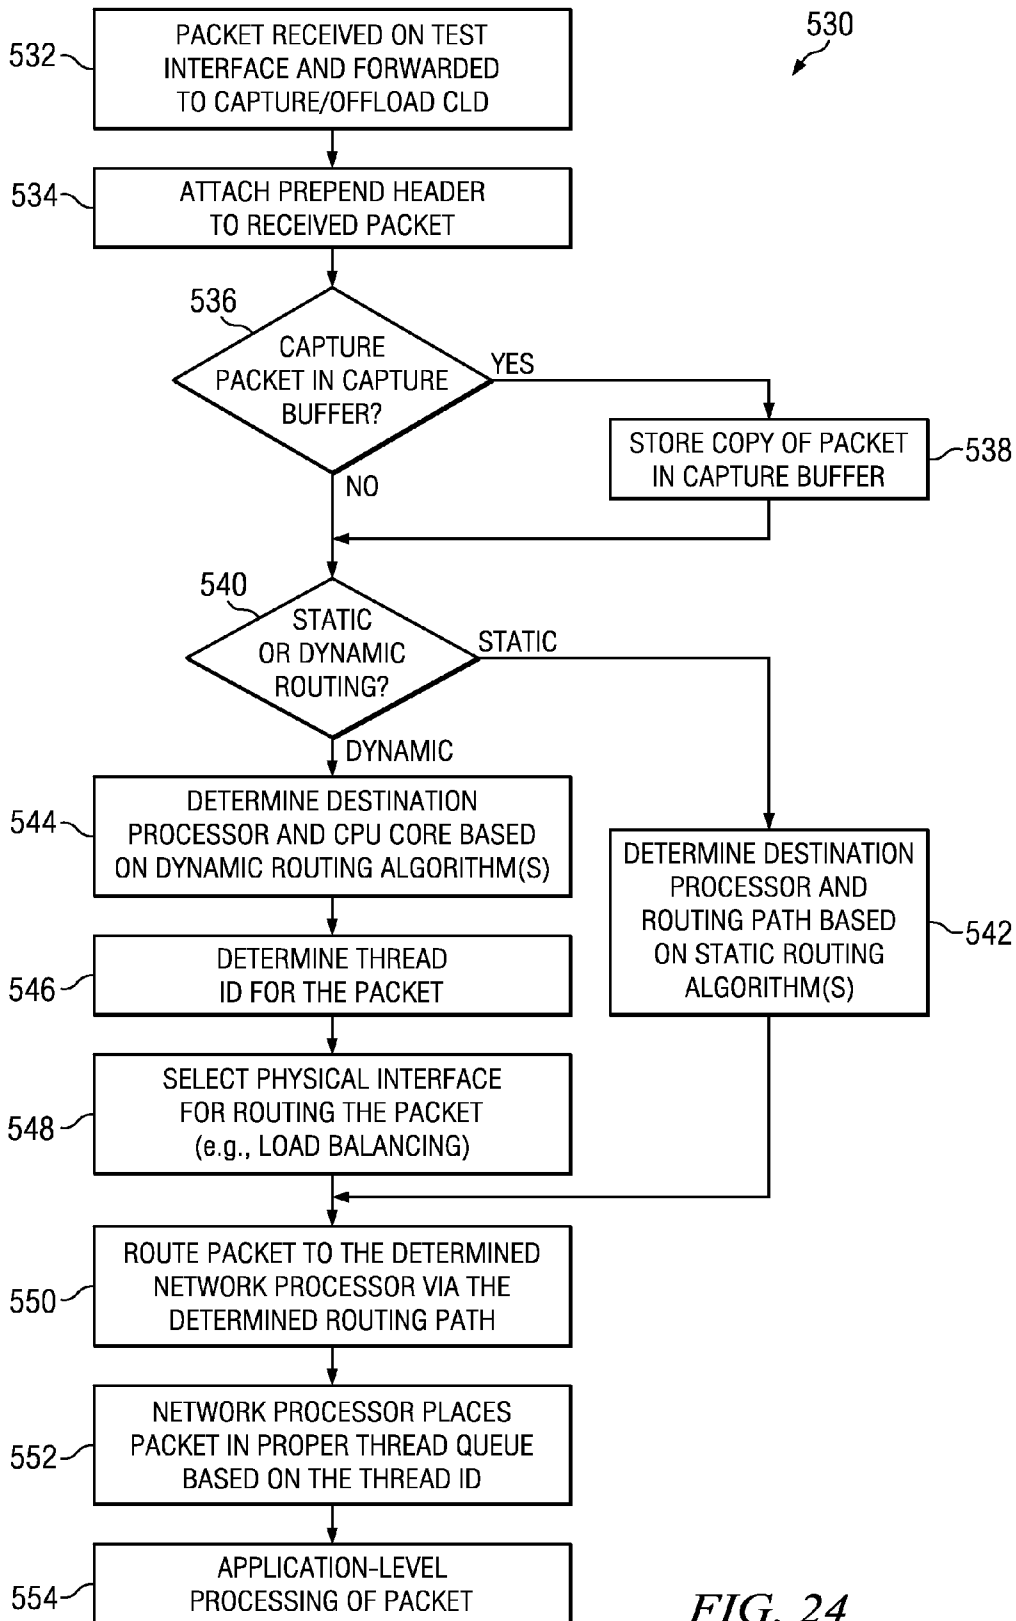 530
532
PACKET RECEIVED ON TEST
INTERFACE AND FORWARDED
TO CAPTURE/OFFLOAD CLD
534
ATTACH PREPEND HEADER
TO RECEIVED PACKET
536
CAPTURE
PACKET IN CAPTURE
BUFFER?
YES
NO
STORE COPY OF PACKET
IN CAPTURE BUFFER
538
540
STATIC
OR DYNAMIC
ROUTING?
STATIC
DYNAMIC
544
DETERMINE DESTINATION
PROCESSOR AND CPU CORE BASED
ON DYNAMIC ROUTING ALGORITHM(S)
DETERMINE DESTINATION
PROCESSOR AND
ROUTING PATH BASED
ON STATIC ROUTING
ALGORITHM(S)
542
546
DETERMINE THREAD
ID FOR THE PACKET
548
SELECT PHYSICAL INTERFACE
FOR ROUTING THE PACKET
(e.g., LOAD BALANCING)
550
ROUTE PACKET TO THE DETERMINED
NETWORK PROCESSOR VIA THE
DETERMINED ROUTING PATH
552
NETWORK PROCESSOR PLACES
PACKET IN PROPER THREAD QUEUE
BASED ON THE THREAD ID
554
APPLICATION-LEVEL
PROCESSING OF PACKET
FIG. 24